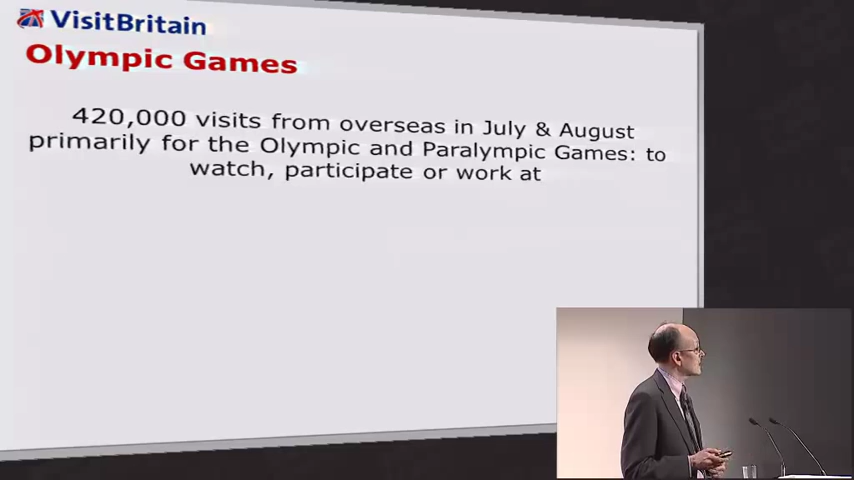 VisitBritain
Olympic Games
420,000 visits from overseas in July & August
primarily for the Olympic and Paralympic Games: to
watch, participate or work at